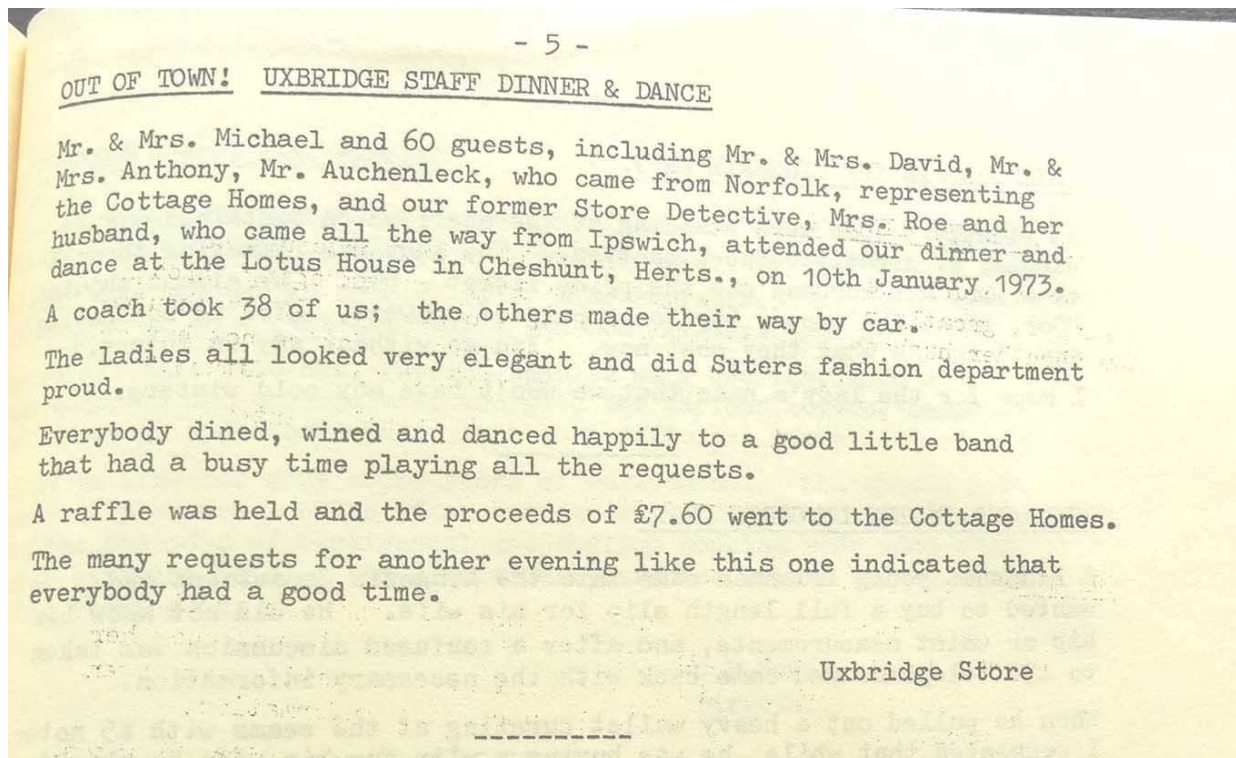 - 5 -
OUT OF TOWN! UXBRIDGE STAFF DINNER & DANCE
Mr. & Mrs. Michael and 60 guests, including Mr. & Mrs. David, Mr. &
Mrs. Anthony, Mr. Auchenleck, who came from Norfolk, representing
the Cottage Homes, and our former Store Detective, Mrs. Roe and her
husband, who came all the way from Ipswich, attended our dinner and
dance at the Lotus House in Cheshunt, Herts., on 10th January 1973.
A coach took 38 of us; the others made their way by car.
The ladies all looked very elegant and did Suters fashion department
proud.
Everybody dined, wined and danced happily to a good little band
that had a busy time playing all the requests.
A raffle was held and the proceeds of £7.60 went to the Cottage Homes.
The many requests for another evening like this one indicated that
everybody had a good time.
Uxbridge Store